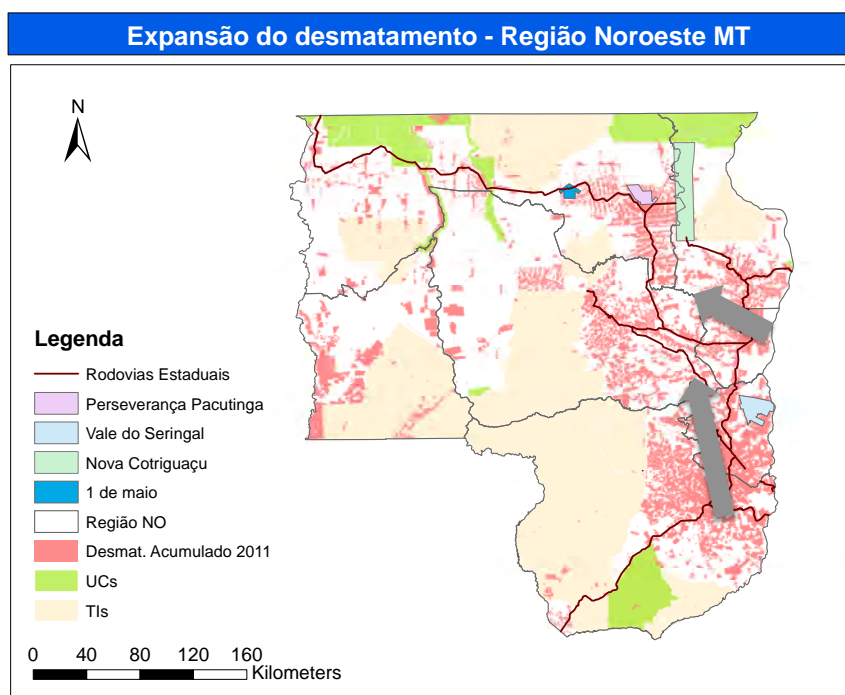 Expansão do desmatamento - Região Noroeste MT
N
Legenda
Rodovias Estaduais
Perseverança Pacutinga
Vale do Seringal
Nova Cotriguaçu
1 de maio
Região NO
Desmat. Acumulado 2011
UCs
TIs
0 40 80 120 160
Kilometers